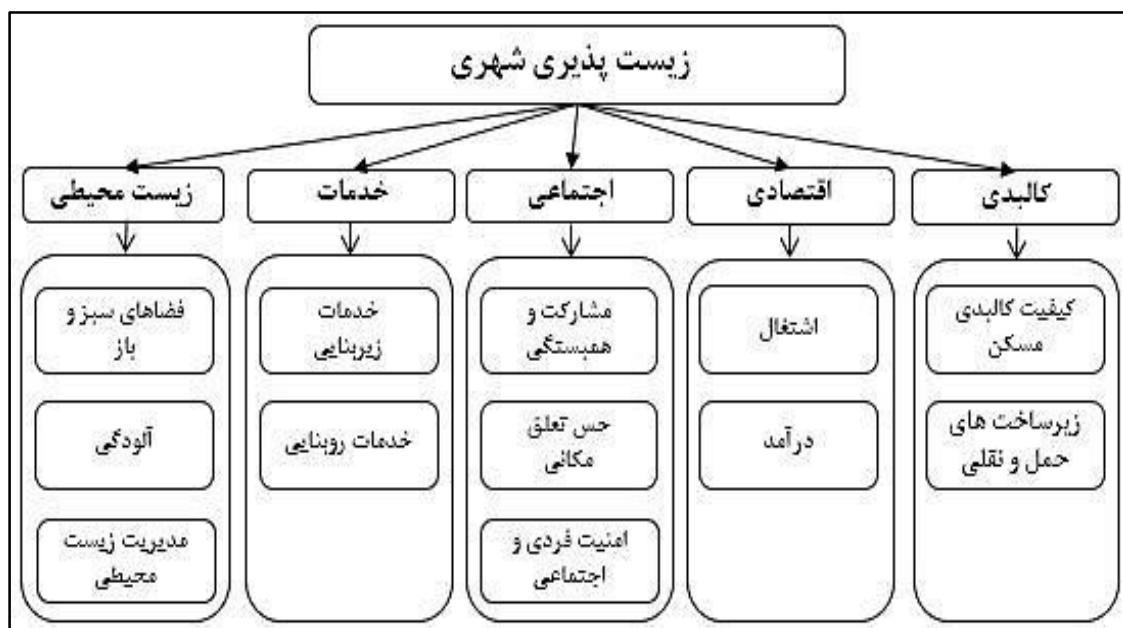 زیست پذیری شهری
کالبدی
اقتصادی
اجتماعی
خدمات
زیست محیطی
کیفیت کالبدی
مسکن
زیرساخت های
حمل و نقلی
اشتغال
درآمد
مشارکت و
همبستگی
حس تعلق
مکانی
امنیت فردی و
اجتماعی
خدمات
زیربنایی
خدمات روبنایی
فضاهای سبز و
باز
آلودگی
مدیریت زیست
محیطی